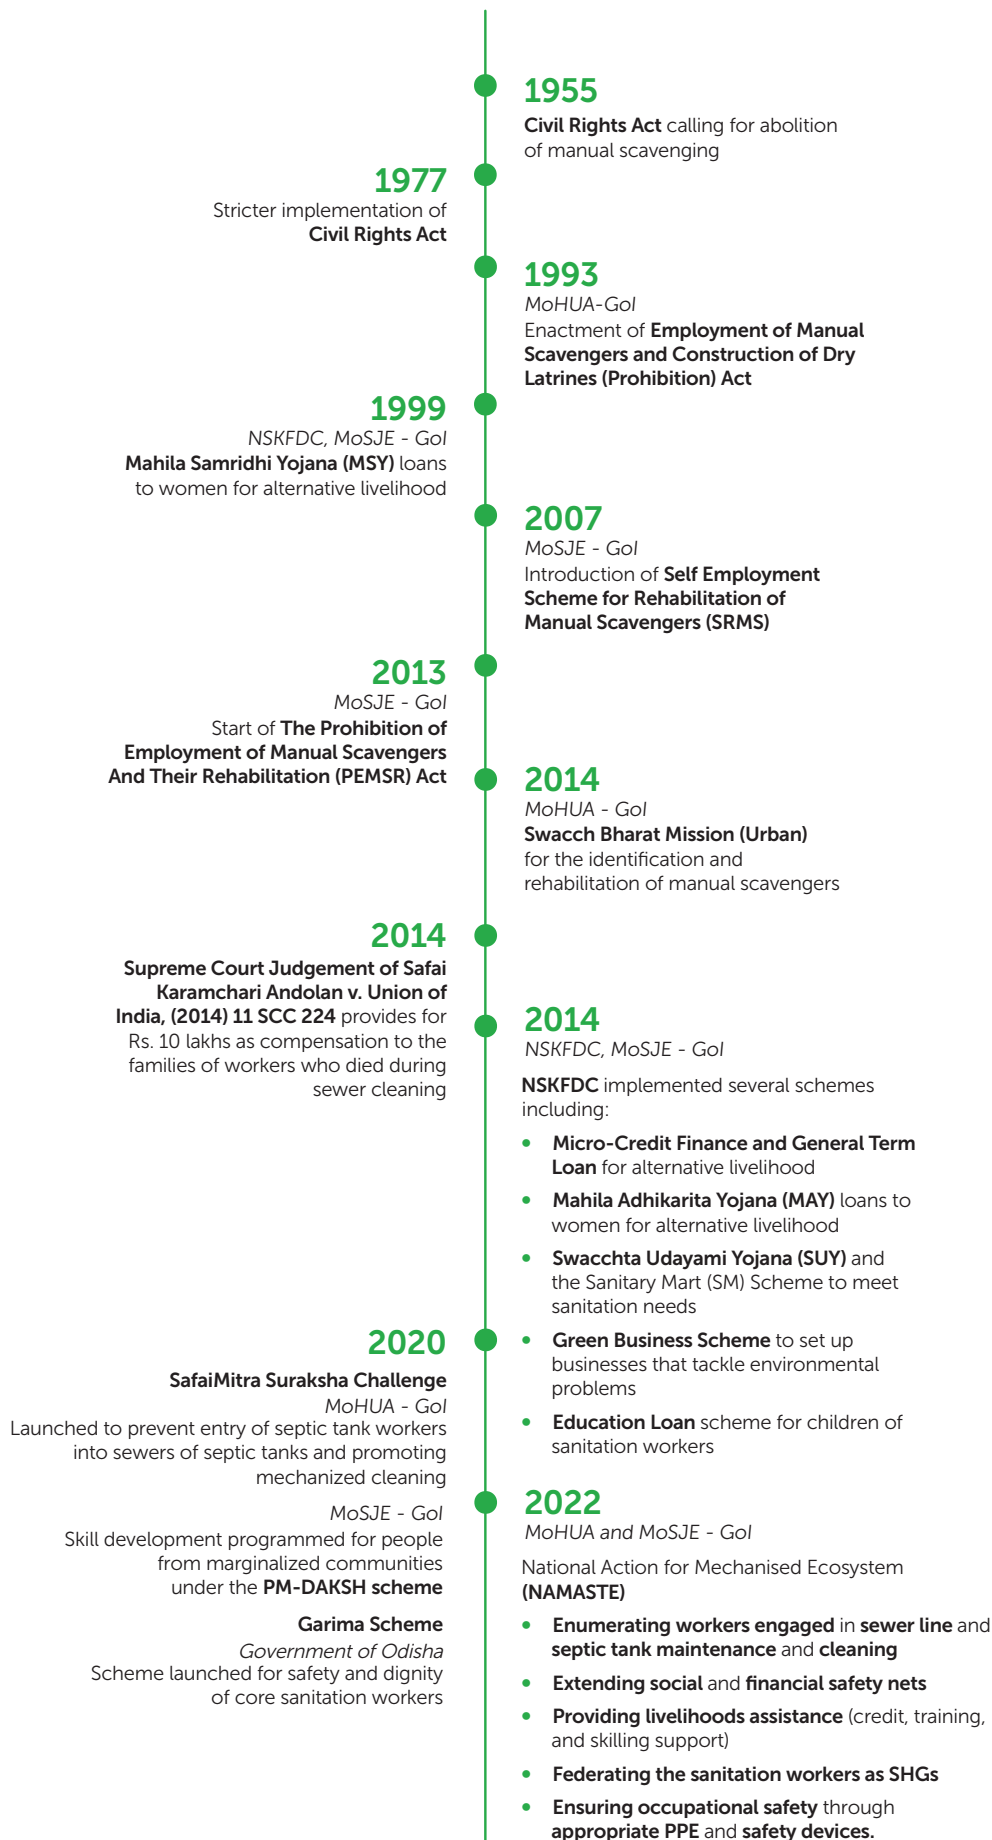 1955
Civil Rights Act calling for abolition
of manual scavenging
1977
Stricter implementation of
Civil Rights Act
1993
MoHUA-GoI
Enactment of Employment of Manual
Scavengers and Construction of Dry
Latrines (Prohibition) Act
1999
NSKFDC, MoSJE - GoI
Mahila Samridhi Yojana (MSY) loans
to women for alternative livelihood
2007
MoSJE - GoI
Introduction of Self Employment
Scheme for Rehabilitation of
Manual Scavengers (SRMS)
2013
MoSJE - GoI
Start of The Prohibition of
Employment of Manual Scavengers
And Their Rehabilitation (PEMSR) Act
2014
MoHUA - GoI
Swacch Bharat Mission (Urban)
for the identification and
rehabilitation of manual scavengers
2014
Supreme Court Judgement of Safai
Karamchari Andolan v. Union of
India, (2014) 11 SCC 224 provides for
Rs. 10 lakhs as compensation to the
families of workers who died during
sewer cleaning
2014
NSKFDC, MoSJE - GoI
NSKFDC implemented several schemes
including:
• Micro-Credit Finance and General Term
Loan for alternative livelihood
• Mahila Adhikarita Yojana (MAY) loans to
women for alternative livelihood
• Swacchta Udayami Yojana (SUY) and
the Sanitary Mart (SM) Scheme to meet
sanitation needs
• Green Business Scheme to set up
businesses that tackle environmental
problems
• Education Loan scheme for children of
sanitation workers
2020
SafaiMitra Suraksha Challenge
MoHUA - GoI
Launched to prevent entry of septic tank workers
into sewers of septic tanks and promoting
mechanized cleaning
MoSJE - GoI
Skill development programmed for people
from marginalized communities
under the PM-DAKSH scheme
Garima Scheme
Government of Odisha
Scheme launched for safety and dignity
of core sanitation workers
2022
MoHUA and MoSJE - GoI
National Action for Mechanised Ecosystem
(NAMASTE)
• Enumerating workers engaged in sewer line and
septic tank maintenance and cleaning
• Extending social and financial safety nets
• Providing livelihoods assistance (credit, training,
and skilling support)
• Federating the sanitation workers as SHGs
• Ensuring occupational safety through
appropriate PPE and safety devices.